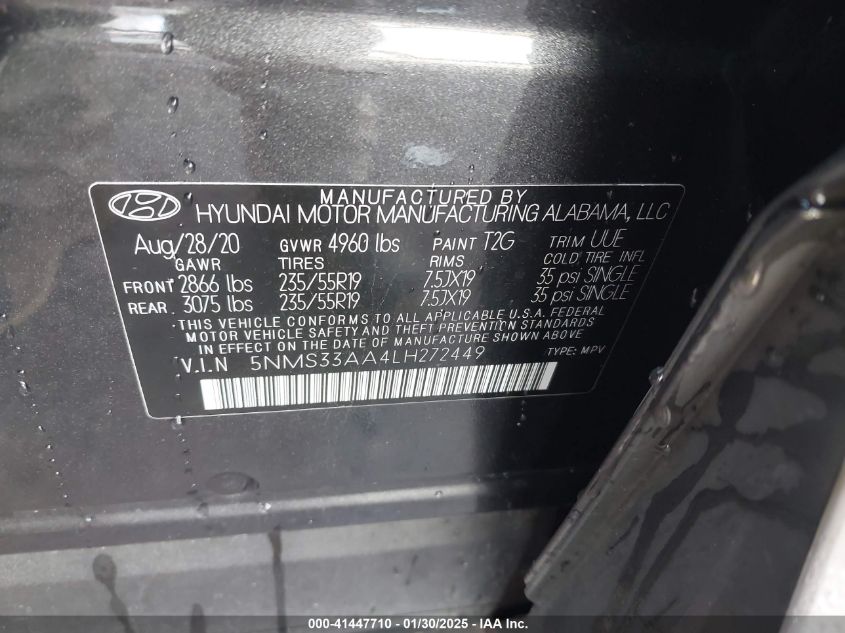 MANUFACTURED BY
HYUNDAI MOTOR MANUFACTURING ALABAMA, LLC
Aug/28/20 GVWR 4960 lbs PAINT T2G TRIM UUE
GAWR TIRES RIMS COLD TIRE INFL
FRONT 2866 lbs 235/55R19 7.5JX19 35 psi SINGLE
REAR 3075 lbs 235/55R19 7.5JX19 35 psi SINGLE
THIS VEHICLE CONFORMS TO ALL APPLICABLE U.S.A. FEDERAL
MOTOR VEHICLE SAFETY AND THEFT PREVENTION STANDARDS
IN EFFECT ON THE DATE OF MANUFACTURE SHOWN ABOVE
V.I.N 5NMS33AA4LH272449 TYPE: MPV
000-41447710 - 01/30/2025 - IAA Inc.